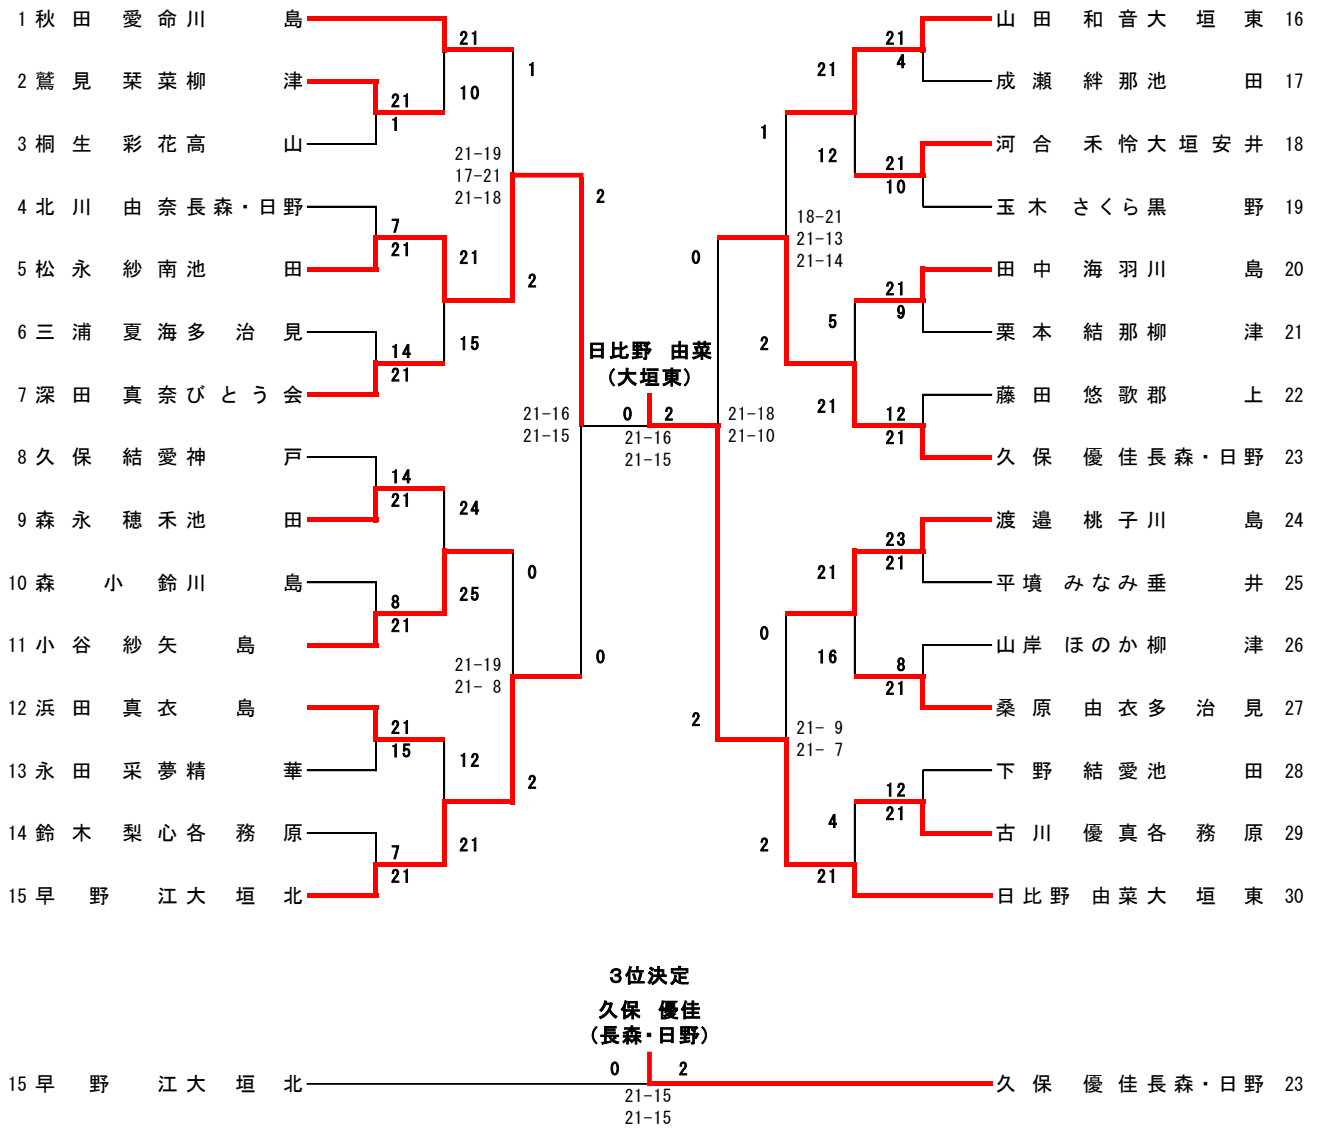 1 秋田 愛命 川島
2 鷲見 栞菜 柳津
3 桐生 彩花 高山
4 北川 由奈 長森・日野
5 松永 紗南 池田
6 三浦 夏海 多治見
7 深田 真奈 びとう会
8 久保 結愛 神戸
9 森永 穂禾 池田
10 森 小鈴 川島
11 小谷 紗矢 島
12 浜田 真衣 島
13 永田 采夢 精華
14 鈴木 梨心 各務原
15 早野 江 大垣北
21
10
21
1
1
21-19
17-21
21-18
7
21
21
2
14
21
15
2
21-16
21-15
14
21
24
8
21
25
0
21-19
21- 8
0
21
15
12
2
7
21
21
日比野 由菜
(大垣東)
0 2
21-16
21-15
山田 和音 大垣東 16
成瀬 絆那 池田 17
河合 禾怜 大垣安井 18
玉木 さくら 黒野 19
田中 海羽 川島 20
栗本 結那 柳津 21
藤田 悠歌 郡上 22
久保 優佳 長森・日野 23
渡邉 桃子 川島 24
平墳 みなみ 垂井 25
山岸 ほのか 柳津 26
桑原 由衣 多治見 27
下野 結愛 池田 28
古川 優真 各務原 29
日比野 由菜 大垣東 30
21
4
21
1
12
21
10
18-21
21-13
21-14
0
21
9
5
2
21
12
21
21-18
21-10
23
21
21
0
16
8
21
2
21- 9
21- 7
12
21
4
2
21
3位決定
久保 優佳
(長森・日野)
0 2
15 早野 江 大垣北
久保 優佳 長森・日野 23
21-15
21-15